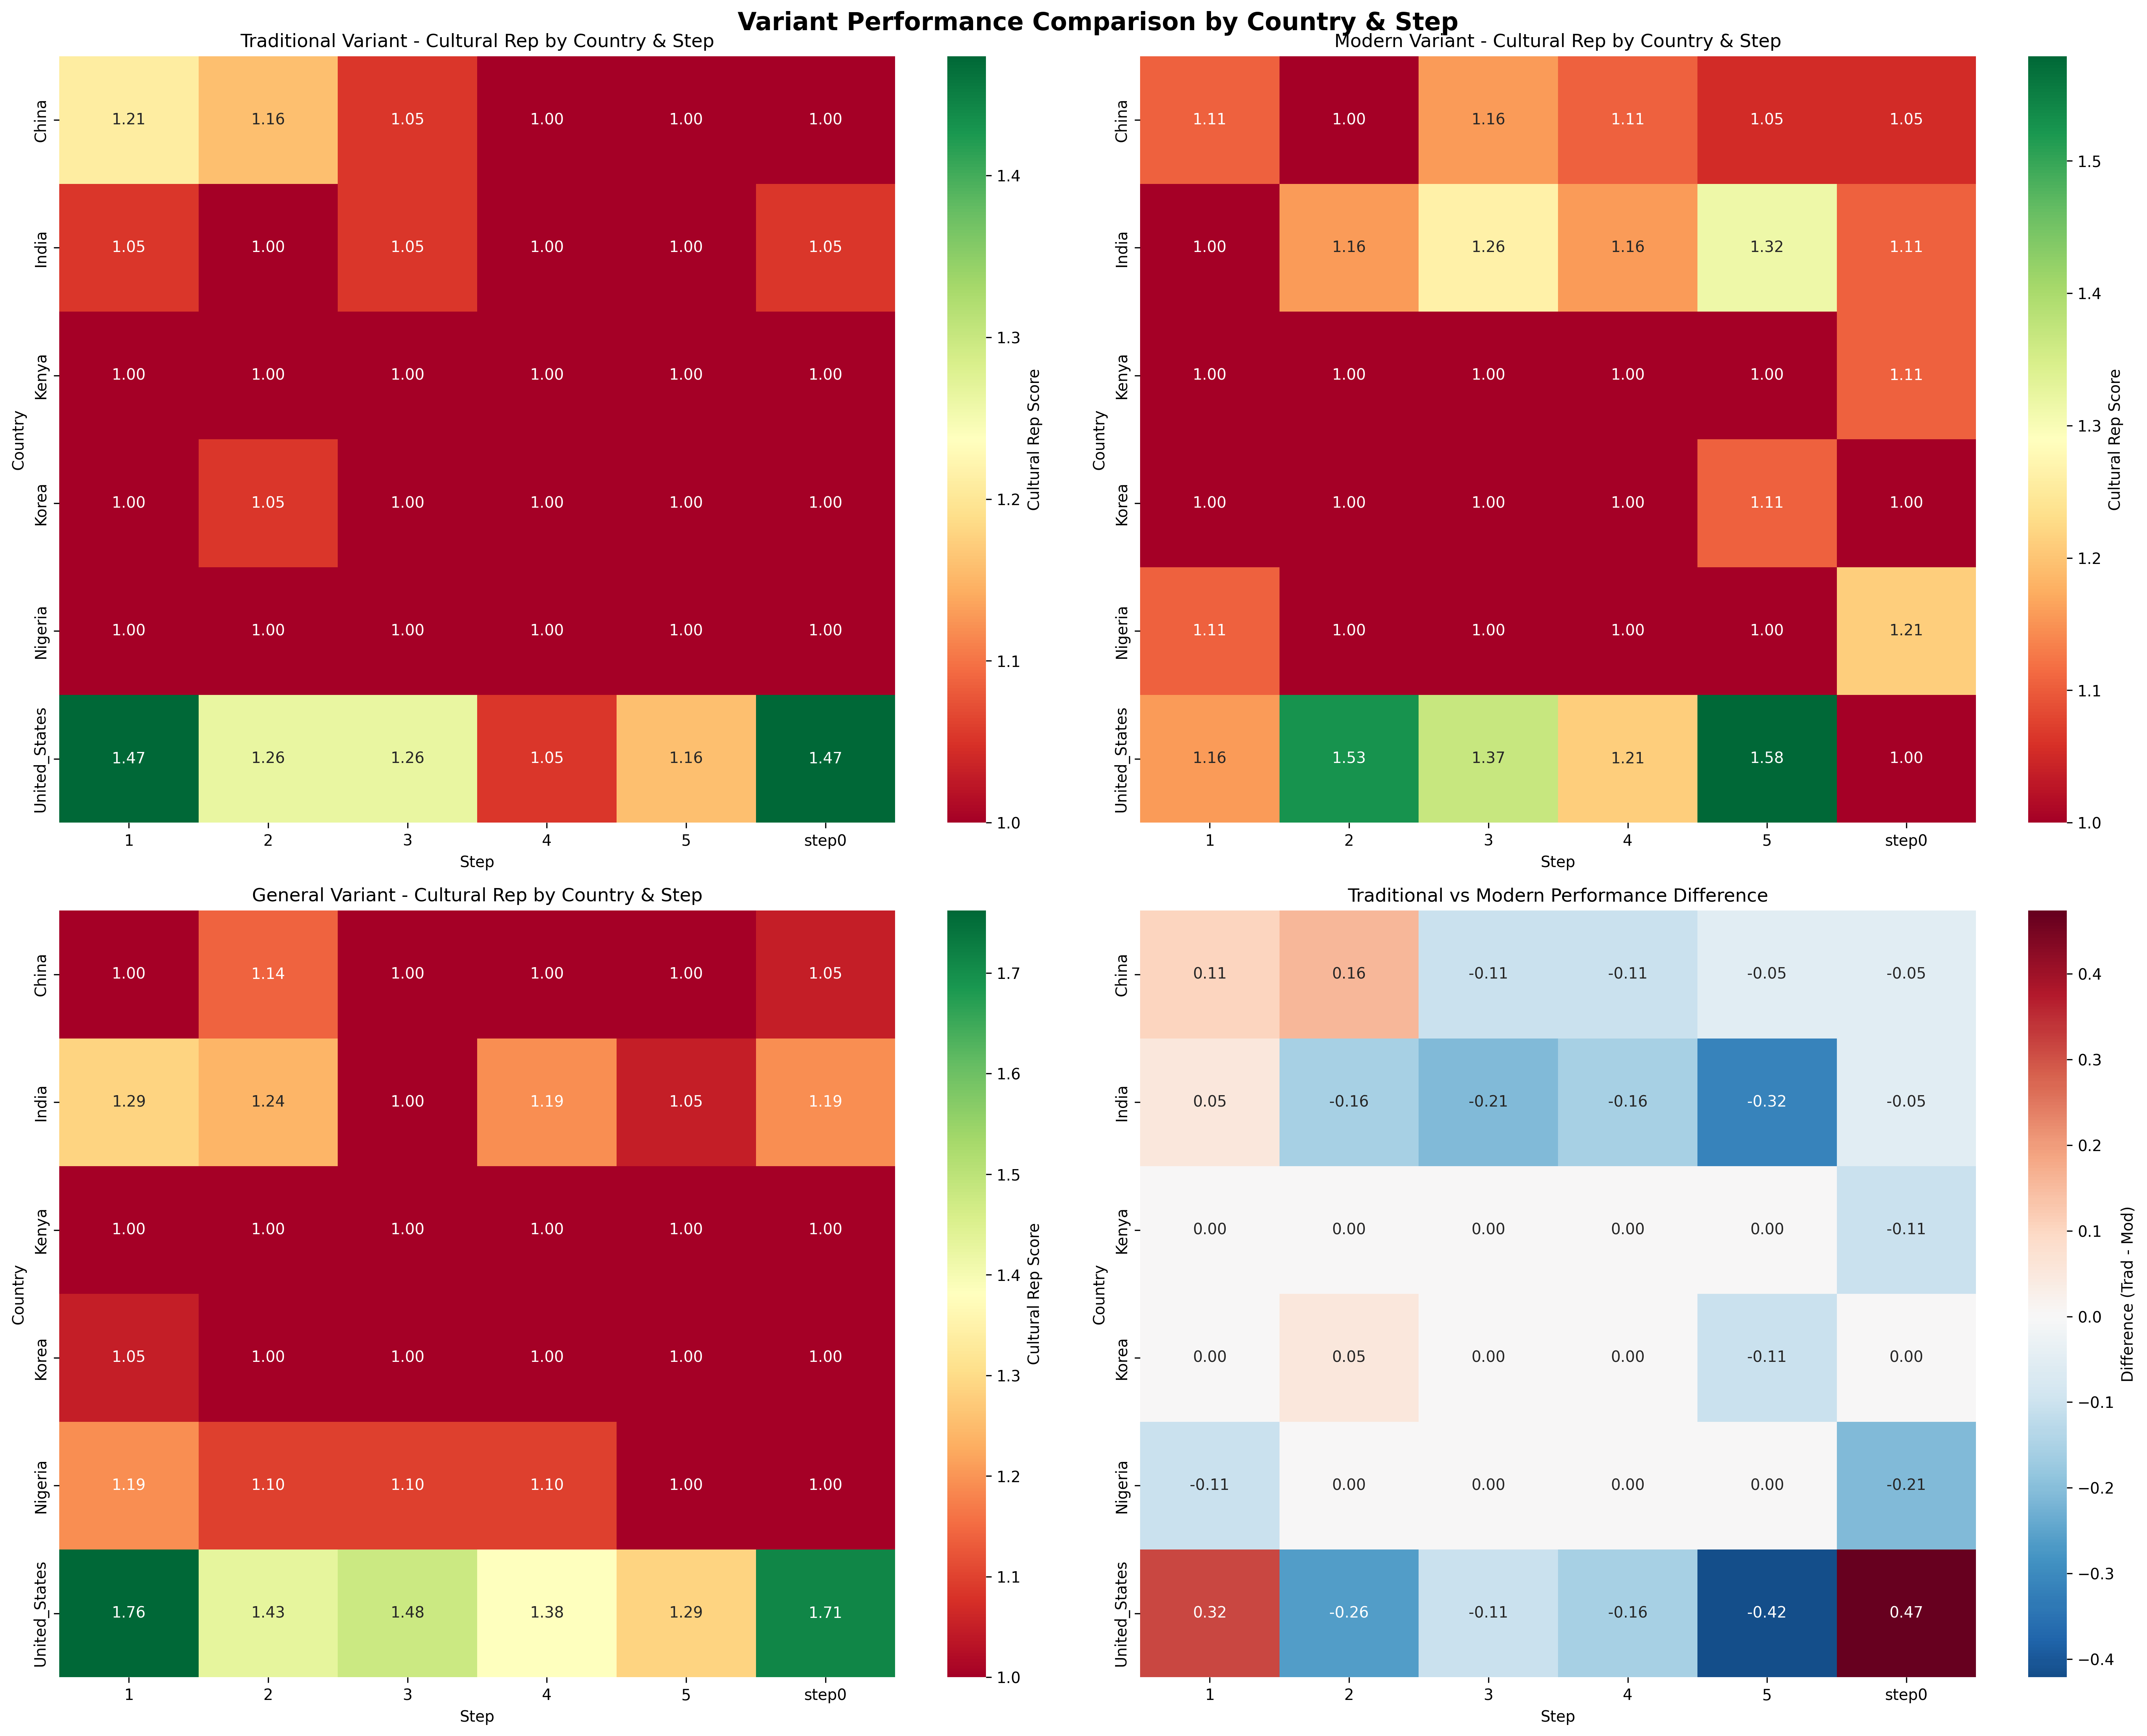 Variant Performance Comparison by Country & Step
Traditional Variant - Cultural Rep by Country & Step
Country
China 1.21 1.16 1.05 1.00 1.00 1.00
India 1.05 1.00 1.05 1.00 1.00 1.05
Kenya 1.00 1.00 1.00 1.00 1.00 1.00
Korea 1.00 1.05 1.00 1.00 1.00 1.00
Nigeria 1.00 1.00 1.00 1.00 1.00 1.00
United_States 1.47 1.26 1.26 1.05 1.16 1.47
1 2 3 4 5 step0
Step
1.4
1.3
1.2
1.1
1.0
Cultural Rep Score
Modern Variant - Cultural Rep by Country & Step
Country
China 1.11 1.00 1.16 1.11 1.05 1.05
India 1.00 1.16 1.26 1.16 1.32 1.11
Kenya 1.00 1.00 1.00 1.00 1.00 1.11
Korea 1.00 1.00 1.00 1.00 1.11 1.00
Nigeria 1.11 1.00 1.00 1.00 1.00 1.21
United_States 1.16 1.53 1.37 1.21 1.58 1.00
1 2 3 4 5 step0
Step
1.5
1.4
1.3
1.2
1.1
1.0
Cultural Rep Score
General Variant - Cultural Rep by Country & Step
Country
China 1.00 1.14 1.00 1.00 1.00 1.05
India 1.29 1.24 1.00 1.19 1.05 1.19
Kenya 1.00 1.00 1.00 1.00 1.00 1.00
Korea 1.05 1.00 1.00 1.00 1.00 1.00
Nigeria 1.19 1.10 1.10 1.10 1.00 1.00
United_States 1.76 1.43 1.48 1.38 1.29 1.71
1 2 3 4 5 step0
Step
1.7
1.6
1.5
1.4
1.3
1.2
1.1
1.0
Cultural Rep Score
Traditional vs Modern Performance Difference
Country
China 0.11 0.16 -0.11 -0.11 -0.05 -0.05
India 0.05 -0.16 -0.21 -0.16 -0.32 -0.05
Kenya 0.00 0.00 0.00 0.00 0.00 -0.11
Korea 0.00 0.05 0.00 0.00 -0.11 0.00
Nigeria -0.11 0.00 0.00 0.00 0.00 -0.21
United_States 0.32 -0.26 -0.11 -0.16 -0.42 0.47
1 2 3 4 5 step0
Step
0.4
0.3
0.2
0.1
0.0
−0.1
−0.2
−0.3
−0.4
Difference (Trad - Mod)